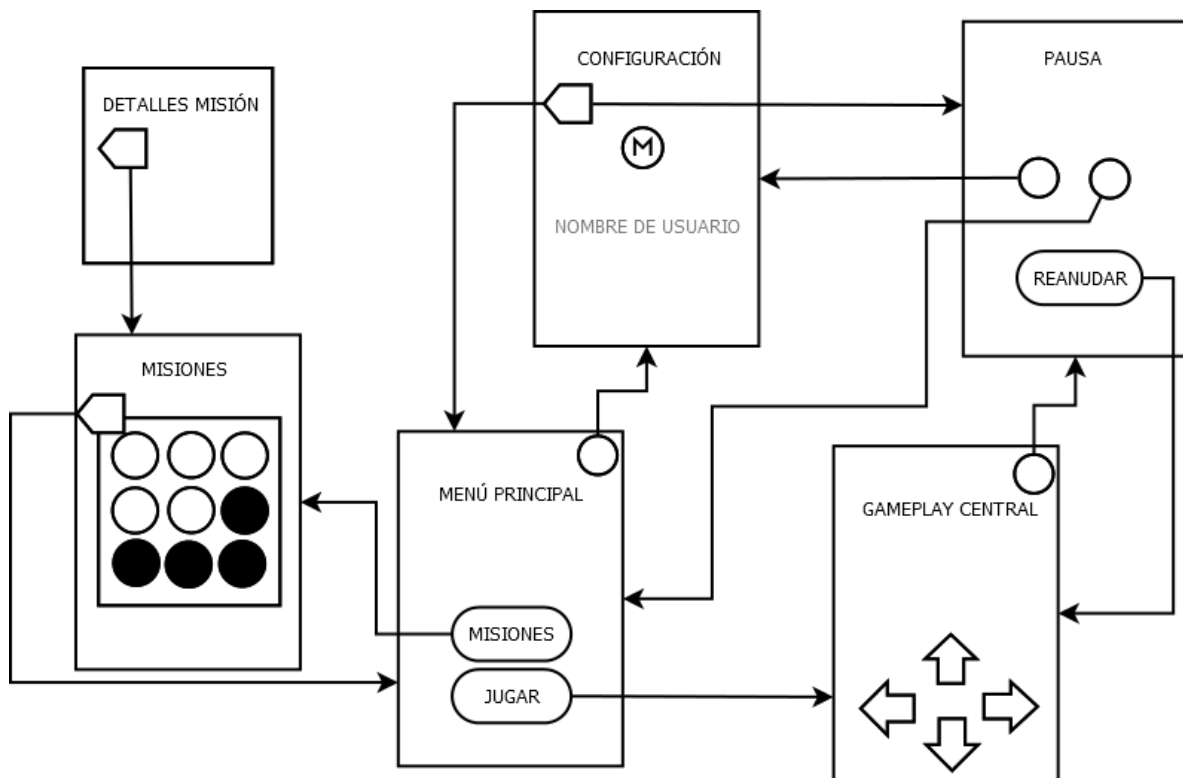 CONFIGURACIÓN
PAUSA
DETALLES MISIÓN
M
NOMBRE DE USUARIO
REANUDAR
MISIONES
MENÚ PRINCIPAL
GAMEPLAY CENTRAL
MISIONES
JUGAR